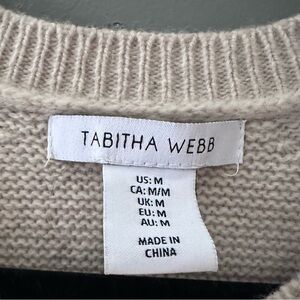 TABITHA WEBB
US: M
CA: M/M
UK: M
EU: M
AU: M
MADE IN
CHINA